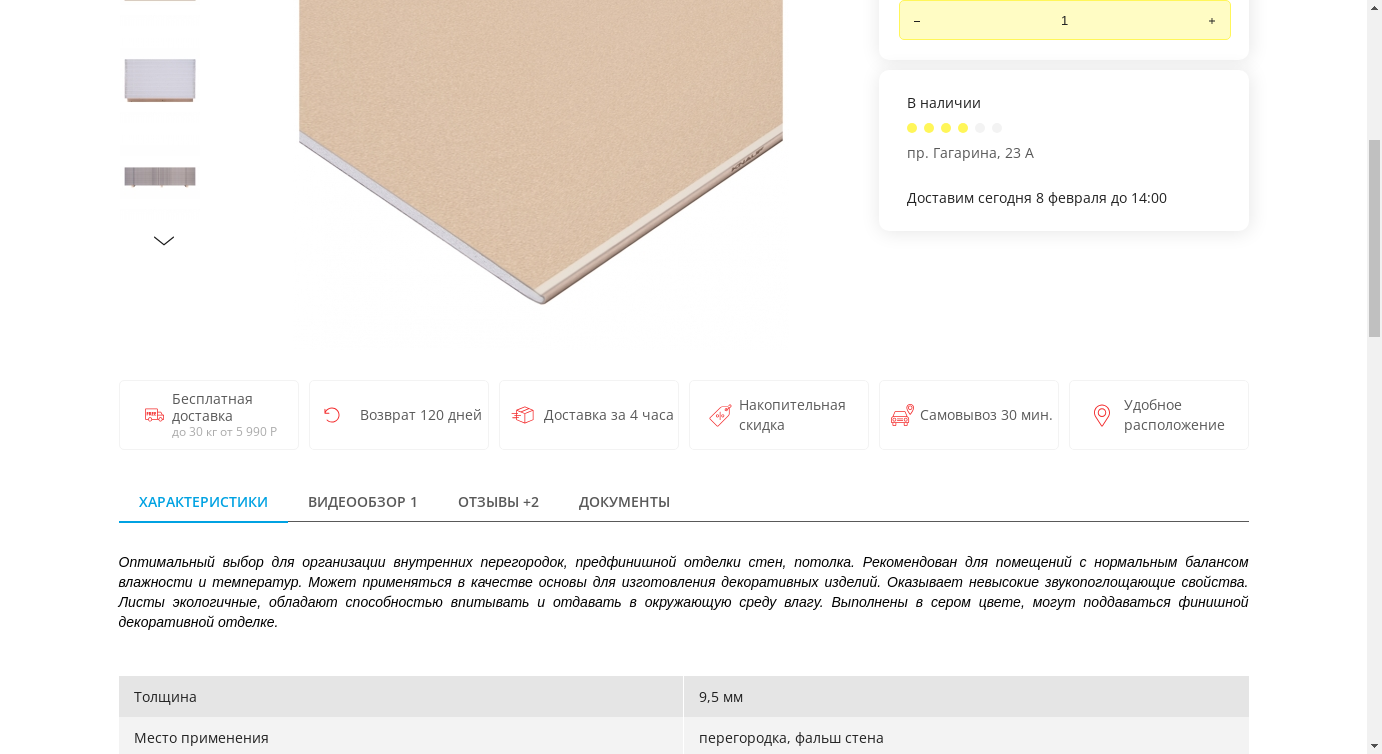 − 1 +
В наличии
пр. Гагарина, 23 А
Доставим сегодня 8 февраля до 14:00
KNAUF
Бесплатная
доставка
до 30 кг от 5 990 Р
FREE
Возврат 120 дней
Доставка за 4 часа
Накопительная
скидка
Самовывоз 30 мин.
Удобное
расположение
ХАРАКТЕРИСТИКИ ВИДЕООБЗОР 1 ОТЗЫВЫ +2 ДОКУМЕНТЫ
Оптимальный выбор для организации внутренних перегородок, предфинишной отделки стен, потолка. Рекомендован для помещений с нормальным балансом
влажности и температур. Может применяться в качестве основы для изготовления декоративных изделий. Оказывает невысокие звукопоглощающие свойства.
Листы экологичные, обладают способностью впитывать и отдавать в окружающую среду влагу. Выполнены в сером цвете, могут поддаваться финишной
декоративной отделке.
Толщина 9,5 мм
Место применения перегородка, фальш стена